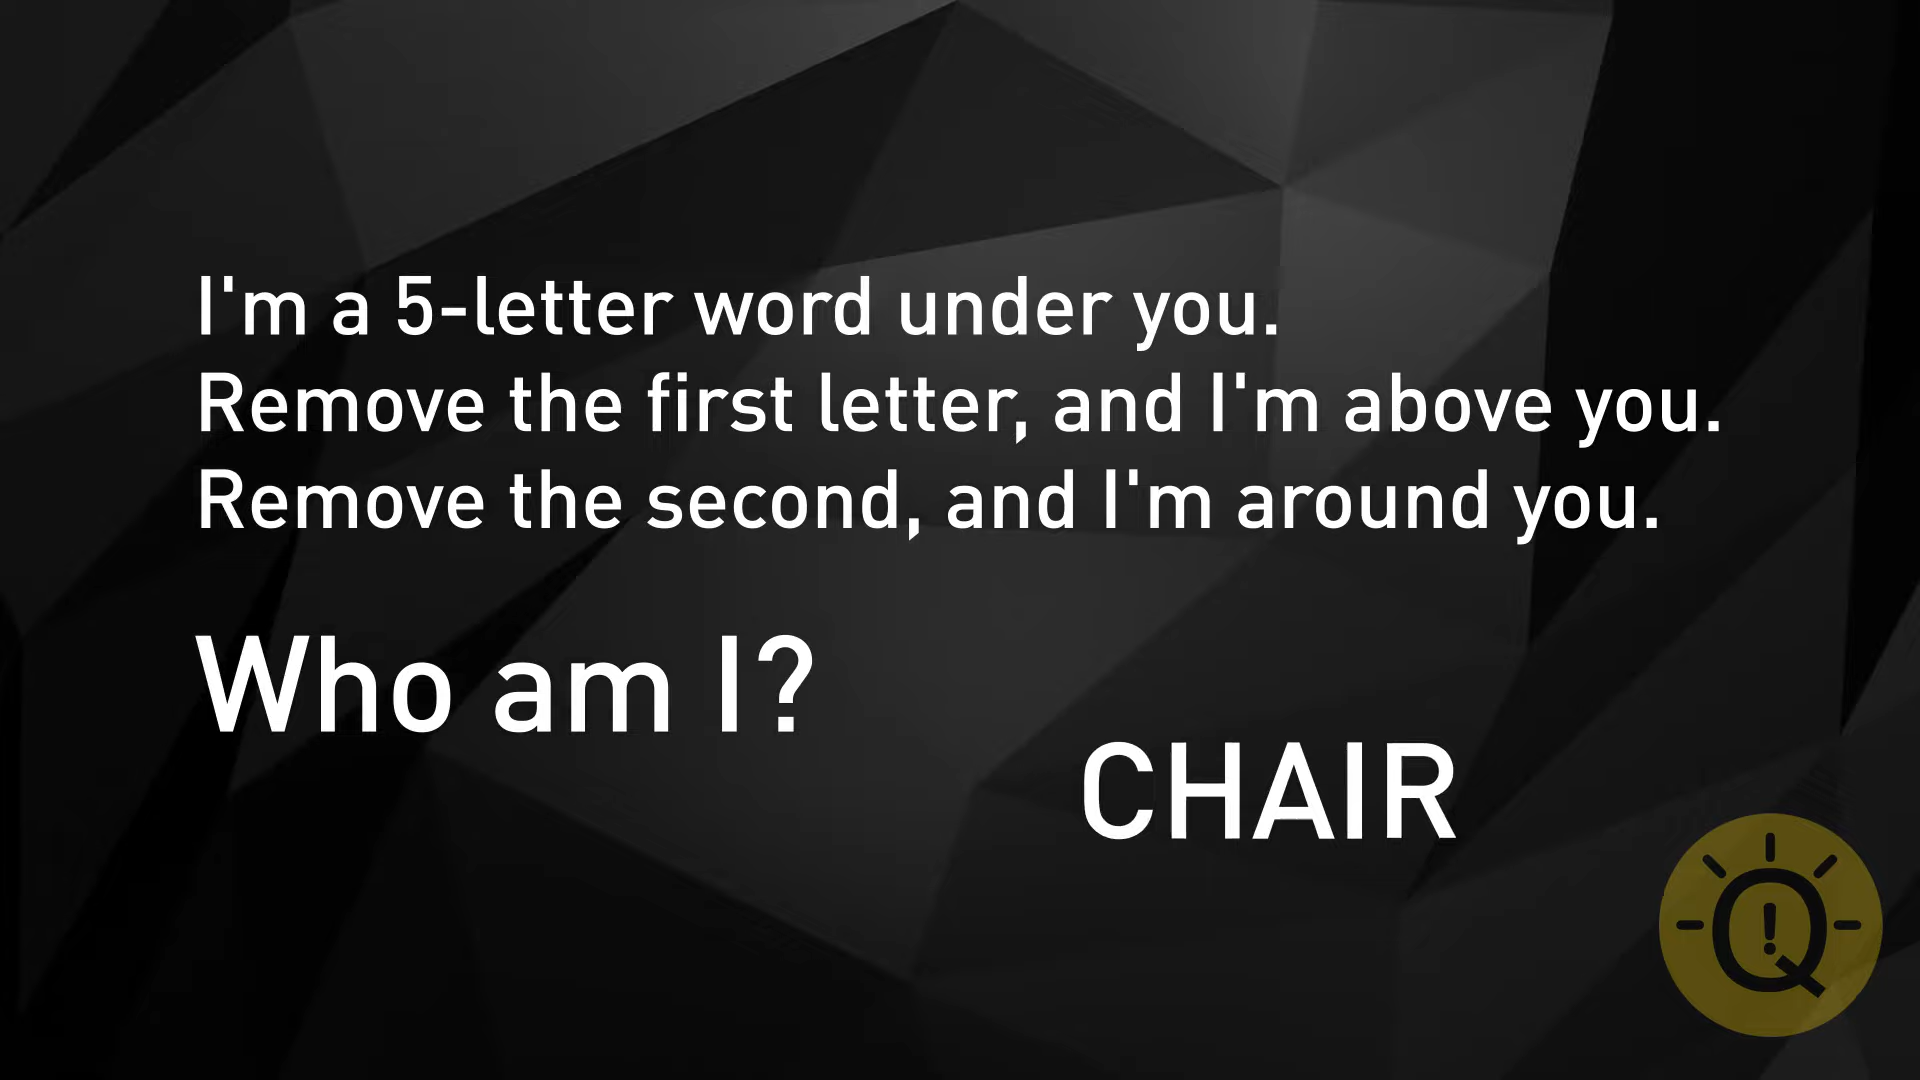 I'm a 5-letter word under you.
Remove the first letter, and I'm above you.
Remove the second, and I'm around you.
Who am I?
CHAIR
Q!